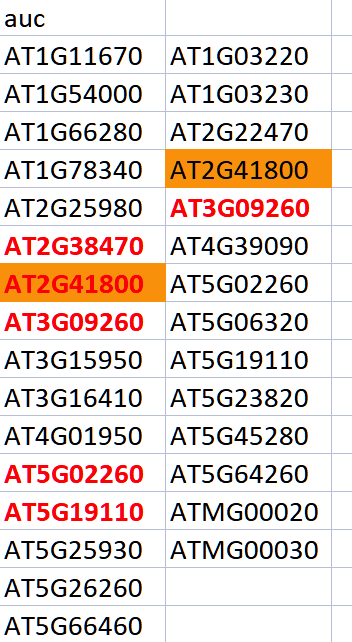 auc
AT1G11670 AT1G03220
AT1G54000 AT1G03230
AT1G66280 AT2G22470
AT1G78340 AT2G41800
AT2G25980 AT3G09260
AT2G38470 AT4G39090
AT2G41800 AT5G02260
AT3G09260 AT5G06320
AT3G15950 AT5G19110
AT3G16410 AT5G23820
AT4G01950 AT5G45280
AT5G02260 AT5G64260
AT5G19110 ATMG00020
AT5G25930 ATMG00030
AT5G26260
AT5G66460